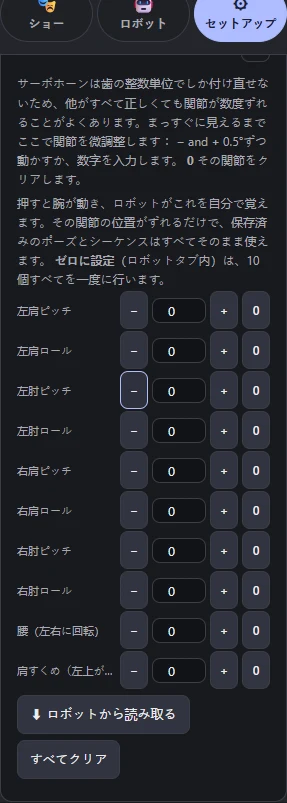 ショー
ロボット
セットアップ
サーボホーンは歯の整数単位でしか付け直せな
いため、他がすべて正しくても関節が数度ずれ
ることがよくあります。まっすぐに見えるまで
ここで関節を微調整します： − and + 0.5°ずつ
動かすか、数字を入力します。 0 その関節をク
リアします。
押すと腕が動き、ロボットがこれを自分で覚え
ます。その関節の位置がずれるだけで、保存済
みのポーズとシーケンスはすべてそのまま使え
ます。 ゼロに設定（ロボットタブ内）は、10
個すべてを一度に行います。
左肩ピッチ − 0 + 0
左肩ロール − 0 + 0
左肘ピッチ − 0 + 0
左肘ロール − 0 + 0
右肩ピッチ − 0 + 0
右肩ロール − 0 + 0
右肘ピッチ − 0 + 0
右肘ロール − 0 + 0
腰（左右に回転） − 0 + 0
肩すくめ（左上が... − 0 + 0
⬇ ロボットから読み取る
すべてクリア